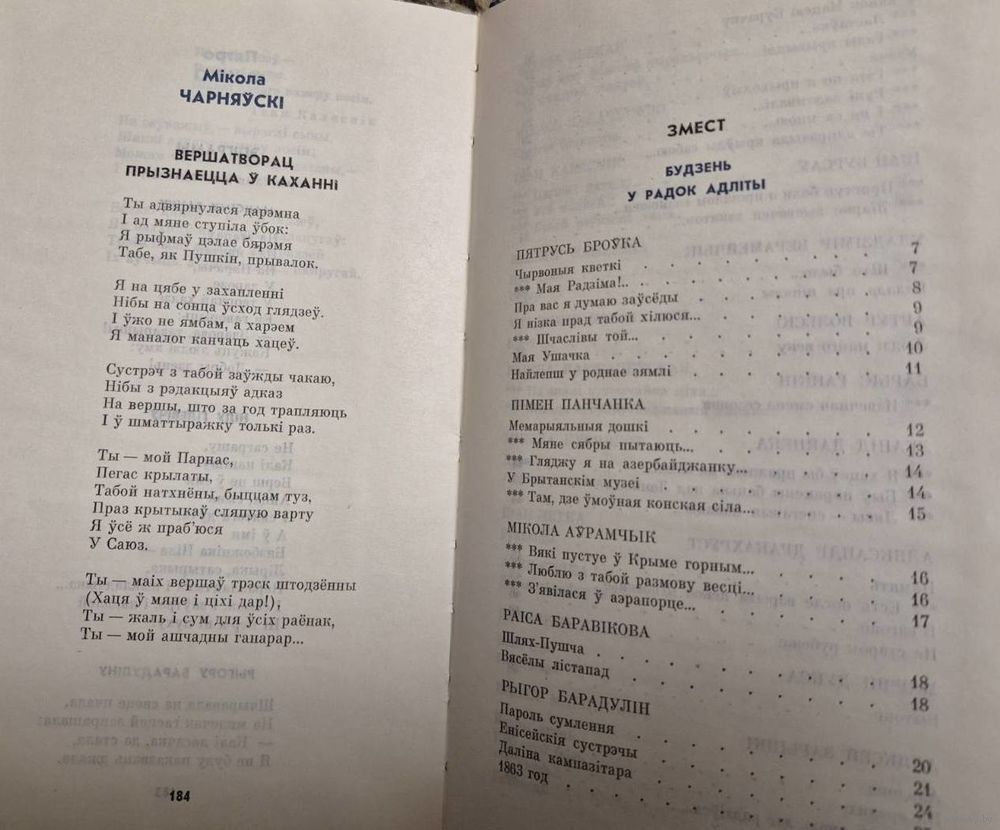 Мікола
ЧАРНЯЎСКІ
ВЕРШАТВОРАЦ
ПРЫЗНАЕЦЦА Ў КАХАННІ
Ты адвярнулася дарэмна
І ад мяне ступіла ўбок:
Я рыфмаў цэлае бярэмя
Табе, як Пушкін, прывалок.
Я на цябе у захапленні
Нібы на сонца ўсход глядзеў.
І ўжо не ямбам, а харэем
Я маналог канчаць хацеў.
Сустрэч з табой заўжды чакаю,
Нібы з рэдакцыяў адказ
На вершы, што за год трапляюць
І ў шматтыражку толькі раз.
Ты — мой Парнас,
Пегас крылаты,
Табой натхнёны, быццам туз,
Праз крытыкаў сляпую варту
Я ўсё ж праб'юся
У Саюз.
Ты — маіх вершаў трэск штодзённы
(Хаця ў мяне і ціхі дар!),
Ты — жаль і сум для ўсіх раёнак,
Ты — мой ашчадны ганарар...
184
ЗМЕСТ
БУДЗЕНЬ
У РАДОК АДЛІТЫ
ПЯТРУСЬ БРОЎКА
Чырвоныя кветкі . . . . . . . 7
*** Мая Радзіма!.. . . . . . . 7
Пра вас я думаю заўсёды . . . . . . 8
Я нізка прад табой хілюся... . . . . . 9
*** Шчаслівы той... . . . . . . 9
Мая Ушачка . . . . . . . 10
Найлепш у роднае зямлі . . . . . . 11
ПІМЕН ПАНЧАНКА
Мемарыяльныя дошкі . . . . . . 12
*** Мяне сябры пытаюць... . . . . . 13
*** Гляджу я на азербайджанку... . . . . 14
У Брытанскім музеі . . . . . . 14
*** Там, дзе ўмоўная конская сіла... . . . . 15
МІКОЛА АЎРАМЧЫК
*** Вякі пустуе ў Крыме горным... . . . . 16
*** Люблю з табой размову весці... . . . . 16
*** З'явілася ў аэрапорце... . . . . . 17
РАІСА БАРАВІКОВА
Шлях-Пушча . . . . . . . 18
Вясёлы лістапад . . . . . . . 18
РЫГОР БАРАДУЛІН
Пароль сумлення . . . . . . . 20
Енісейскія сустрэчы . . . . . . 21
Даліна кампазітара . . . . . . 24
1863 год